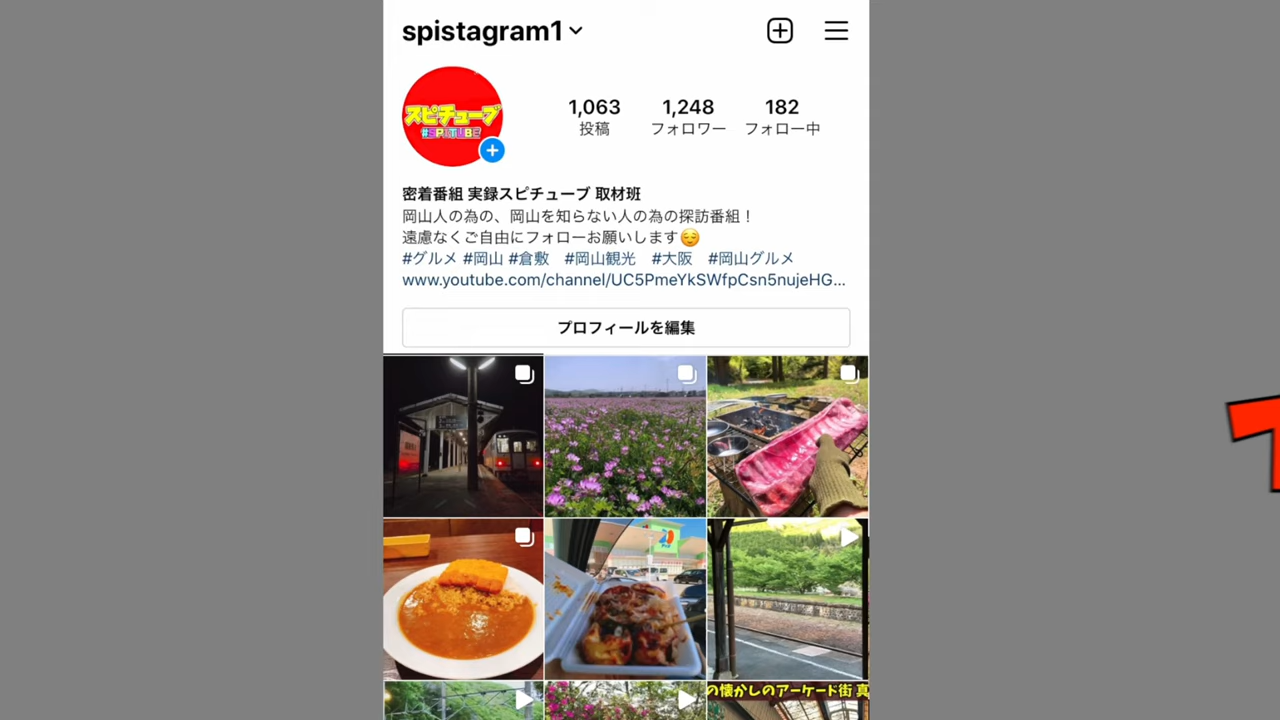 spistagram1
スピチューブ
#SPITUBE
1,063
投稿
1,248
フォロワー
182
フォロー中
密着番組 実録スピチューブ 取材班
岡山人の為の、岡山を知らない人の為の探訪番組！
遠慮なくご自由にフォローお願いします😌
#グルメ #岡山 #倉敷　#岡山観光　#大阪　#岡山グルメ
www.youtube.com/channel/UC5PmeYkSWfpCsn5nujeHG...
プロフィールを編集
の懐かしのアーケード街 真